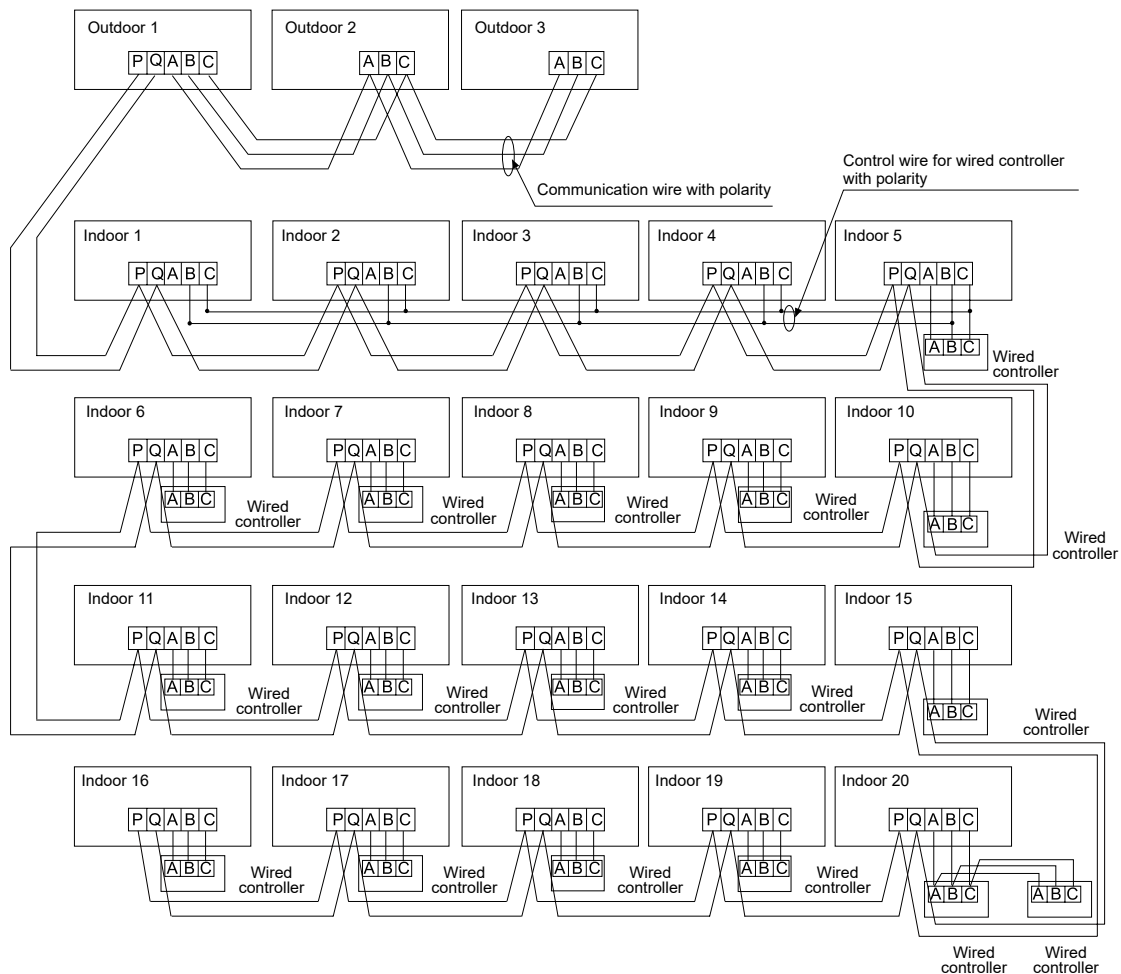 Outdoor 1
Outdoor 2
Outdoor 3
P Q A B C
A B C
A B C
Control wire for wired controller
with polarity
Communication wire with polarity
Indoor 1
Indoor 2
Indoor 3
Indoor 4
Indoor 5
P Q A B C
P Q A B C
P Q A B C
P Q A B C
P Q A B C
A B C
Wired
controller
Indoor 6
Indoor 7
Indoor 8
Indoor 9
Indoor 10
P Q A B C
P Q A B C
P Q A B C
P Q A B C
P Q A B C
A B C
Wired
controller
A B C
Wired
controller
A B C
Wired
controller
A B C
Wired
controller
A B C
Wired
controller
Indoor 11
Indoor 12
Indoor 13
Indoor 14
Indoor 15
P Q A B C
P Q A B C
P Q A B C
P Q A B C
P Q A B C
A B C
Wired
controller
A B C
Wired
controller
A B C
Wired
controller
A B C
Wired
controller
A B C
Wired
controller
Indoor 16
Indoor 17
Indoor 18
Indoor 19
Indoor 20
P Q A B C
P Q A B C
P Q A B C
P Q A B C
P Q A B C
A B C
Wired
controller
A B C
Wired
controller
A B C
Wired
controller
A B C
Wired
controller
A B C
A B C
Wired
controller
Wired
controller